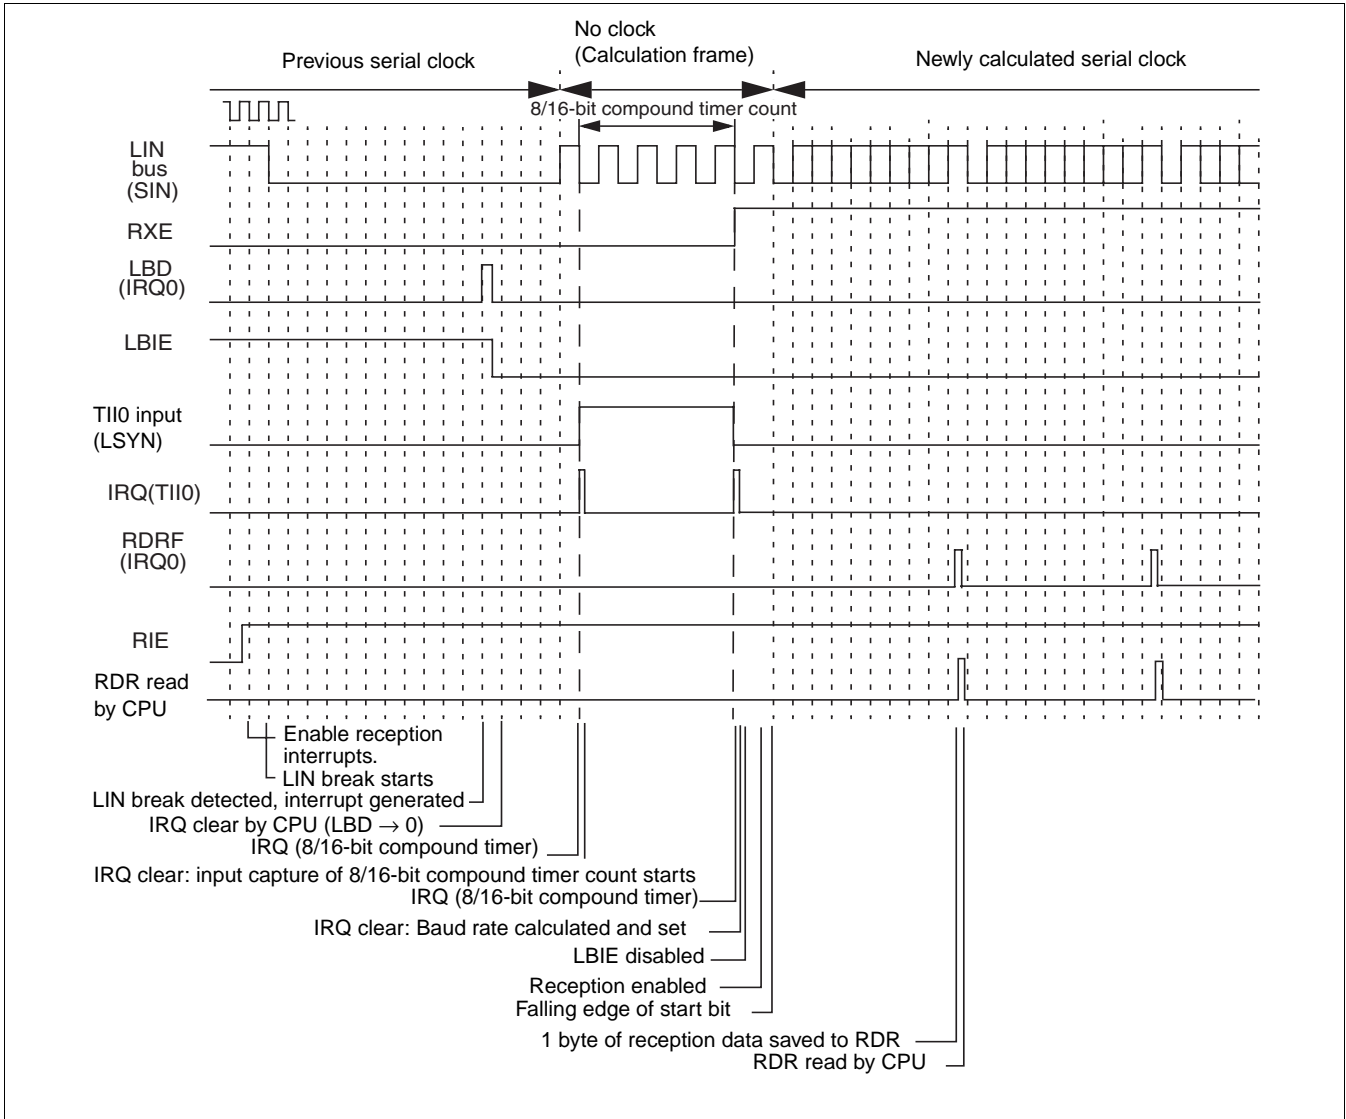 No clock
(Calculation frame)
Previous serial clock
Newly calculated serial clock
8/16-bit compound timer count
LIN
bus
(SIN)
RXE
LBD
(IRQ0)
LBIE
TII0 input
(LSYN)
IRQ(TII0)
RDRF
(IRQ0)
RIE
RDR read
by CPU
Enable reception
interrupts.
LIN break starts
LIN break detected, interrupt generated
IRQ clear by CPU (LBD → 0)
IRQ (8/16-bit compound timer)
IRQ clear: input capture of 8/16-bit compound timer count starts
IRQ (8/16-bit compound timer)
IRQ clear: Baud rate calculated and set
LBIE disabled
Reception enabled
Falling edge of start bit
1 byte of reception data saved to RDR
RDR read by CPU